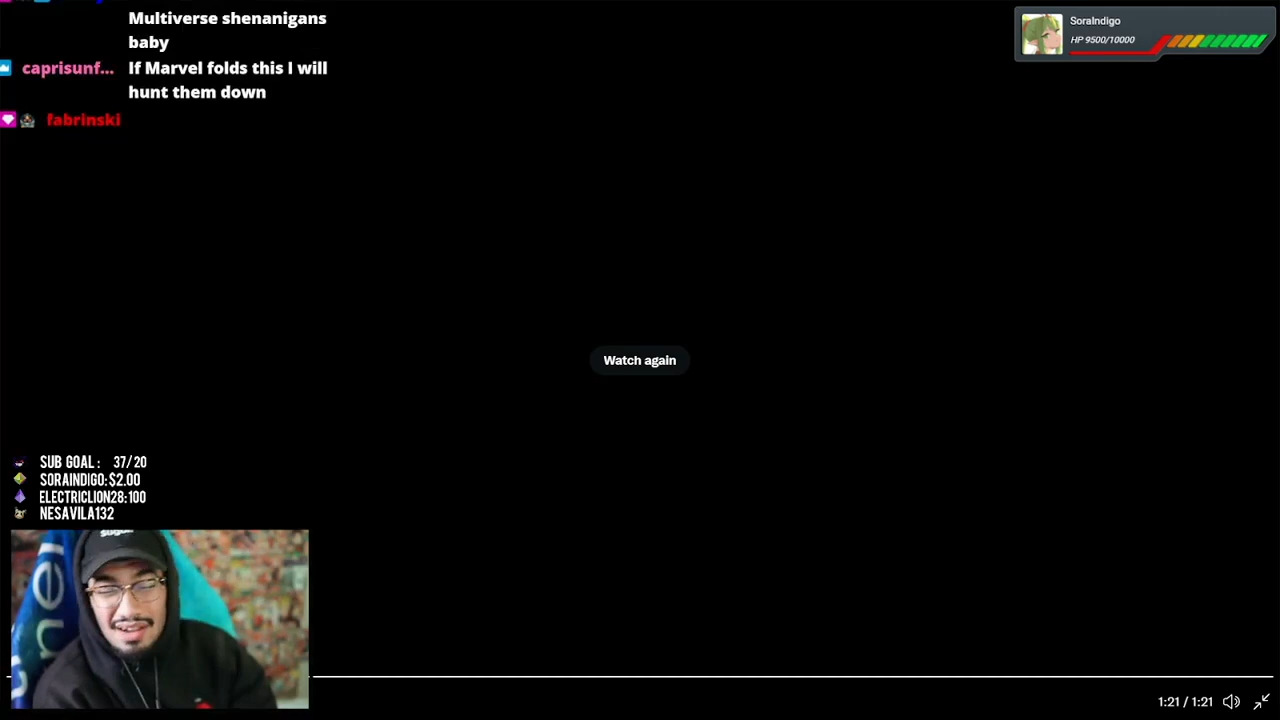 Multiverse shenanigans
baby
caprisunf... If Marvel folds this I will
hunt them down
fabrinski
SoraIndigo
HP 9500/10000
Watch again
SUB GOAL : 37/20
SORAINDIGO:$2.00
ELECTRICLION28:100
NESAVILA132
1:21 / 1:21